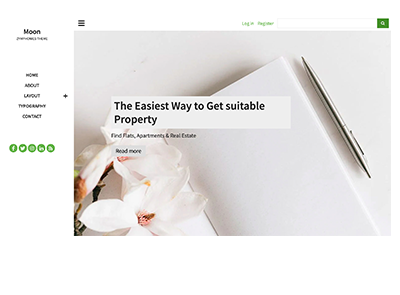 Moon
ZYMPHONIES THEME
HOME
ABOUT
LAYOUT
TYPOGRAPHY
CONTACT
Log in Register
The Easiest Way to Get suitable
Property
Find Flats, Apartments & Real Estate
Read more